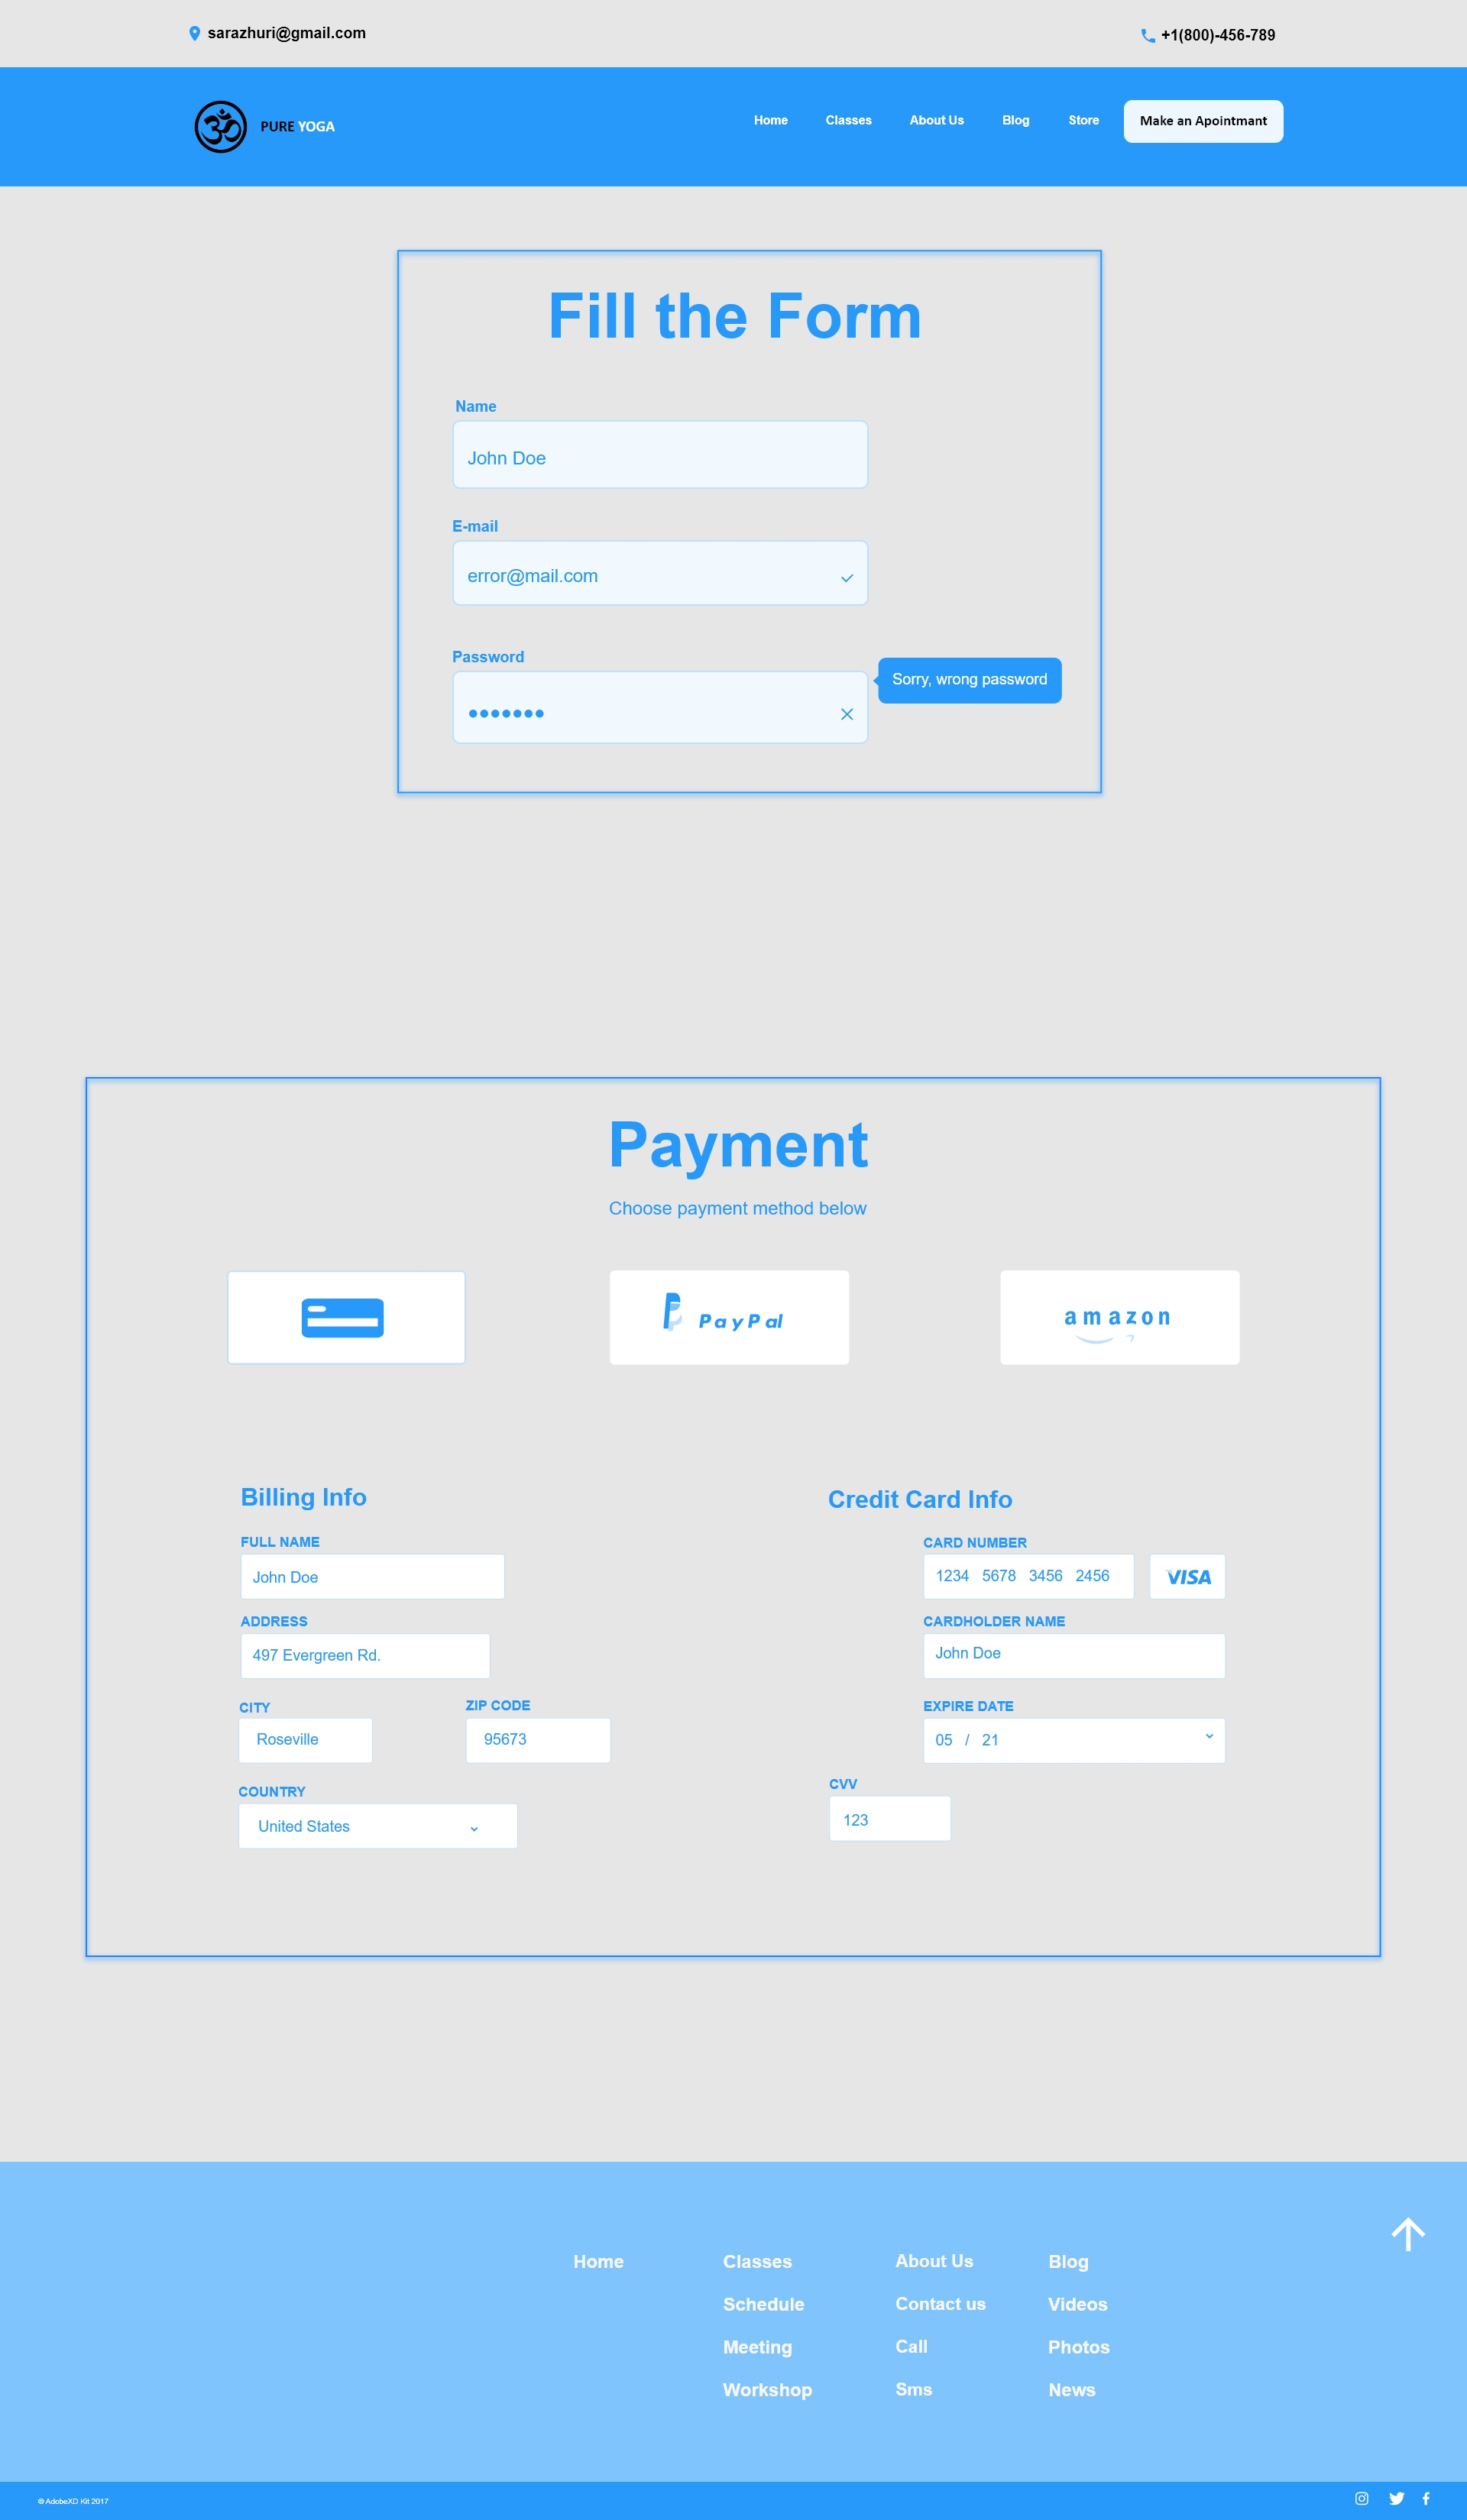 sarazhuri@gmail.com
+1(800)-456-789
PURE YOGA
Home Classes About Us Blog Store Make an Apointmant
Fill the Form
Name
John Doe
E-mail
error@mail.com
Password
Sorry, wrong password
Payment
Choose payment method below
PayPal
amazon
Billing Info
FULL NAME
John Doe
ADDRESS
497 Evergreen Rd.
CITY
Roseville
ZIP CODE
95673
COUNTRY
United States
Credit Card Info
CARD NUMBER
1234 5678 3456 2456
VISA
CARDHOLDER NAME
John Doe
EXPIRE DATE
05 / 21
CVV
123
Home Classes About Us Blog
Schedule Contact us Videos
Meeting Call Photos
Workshop Sms News
© AdobeXD Kit 2017